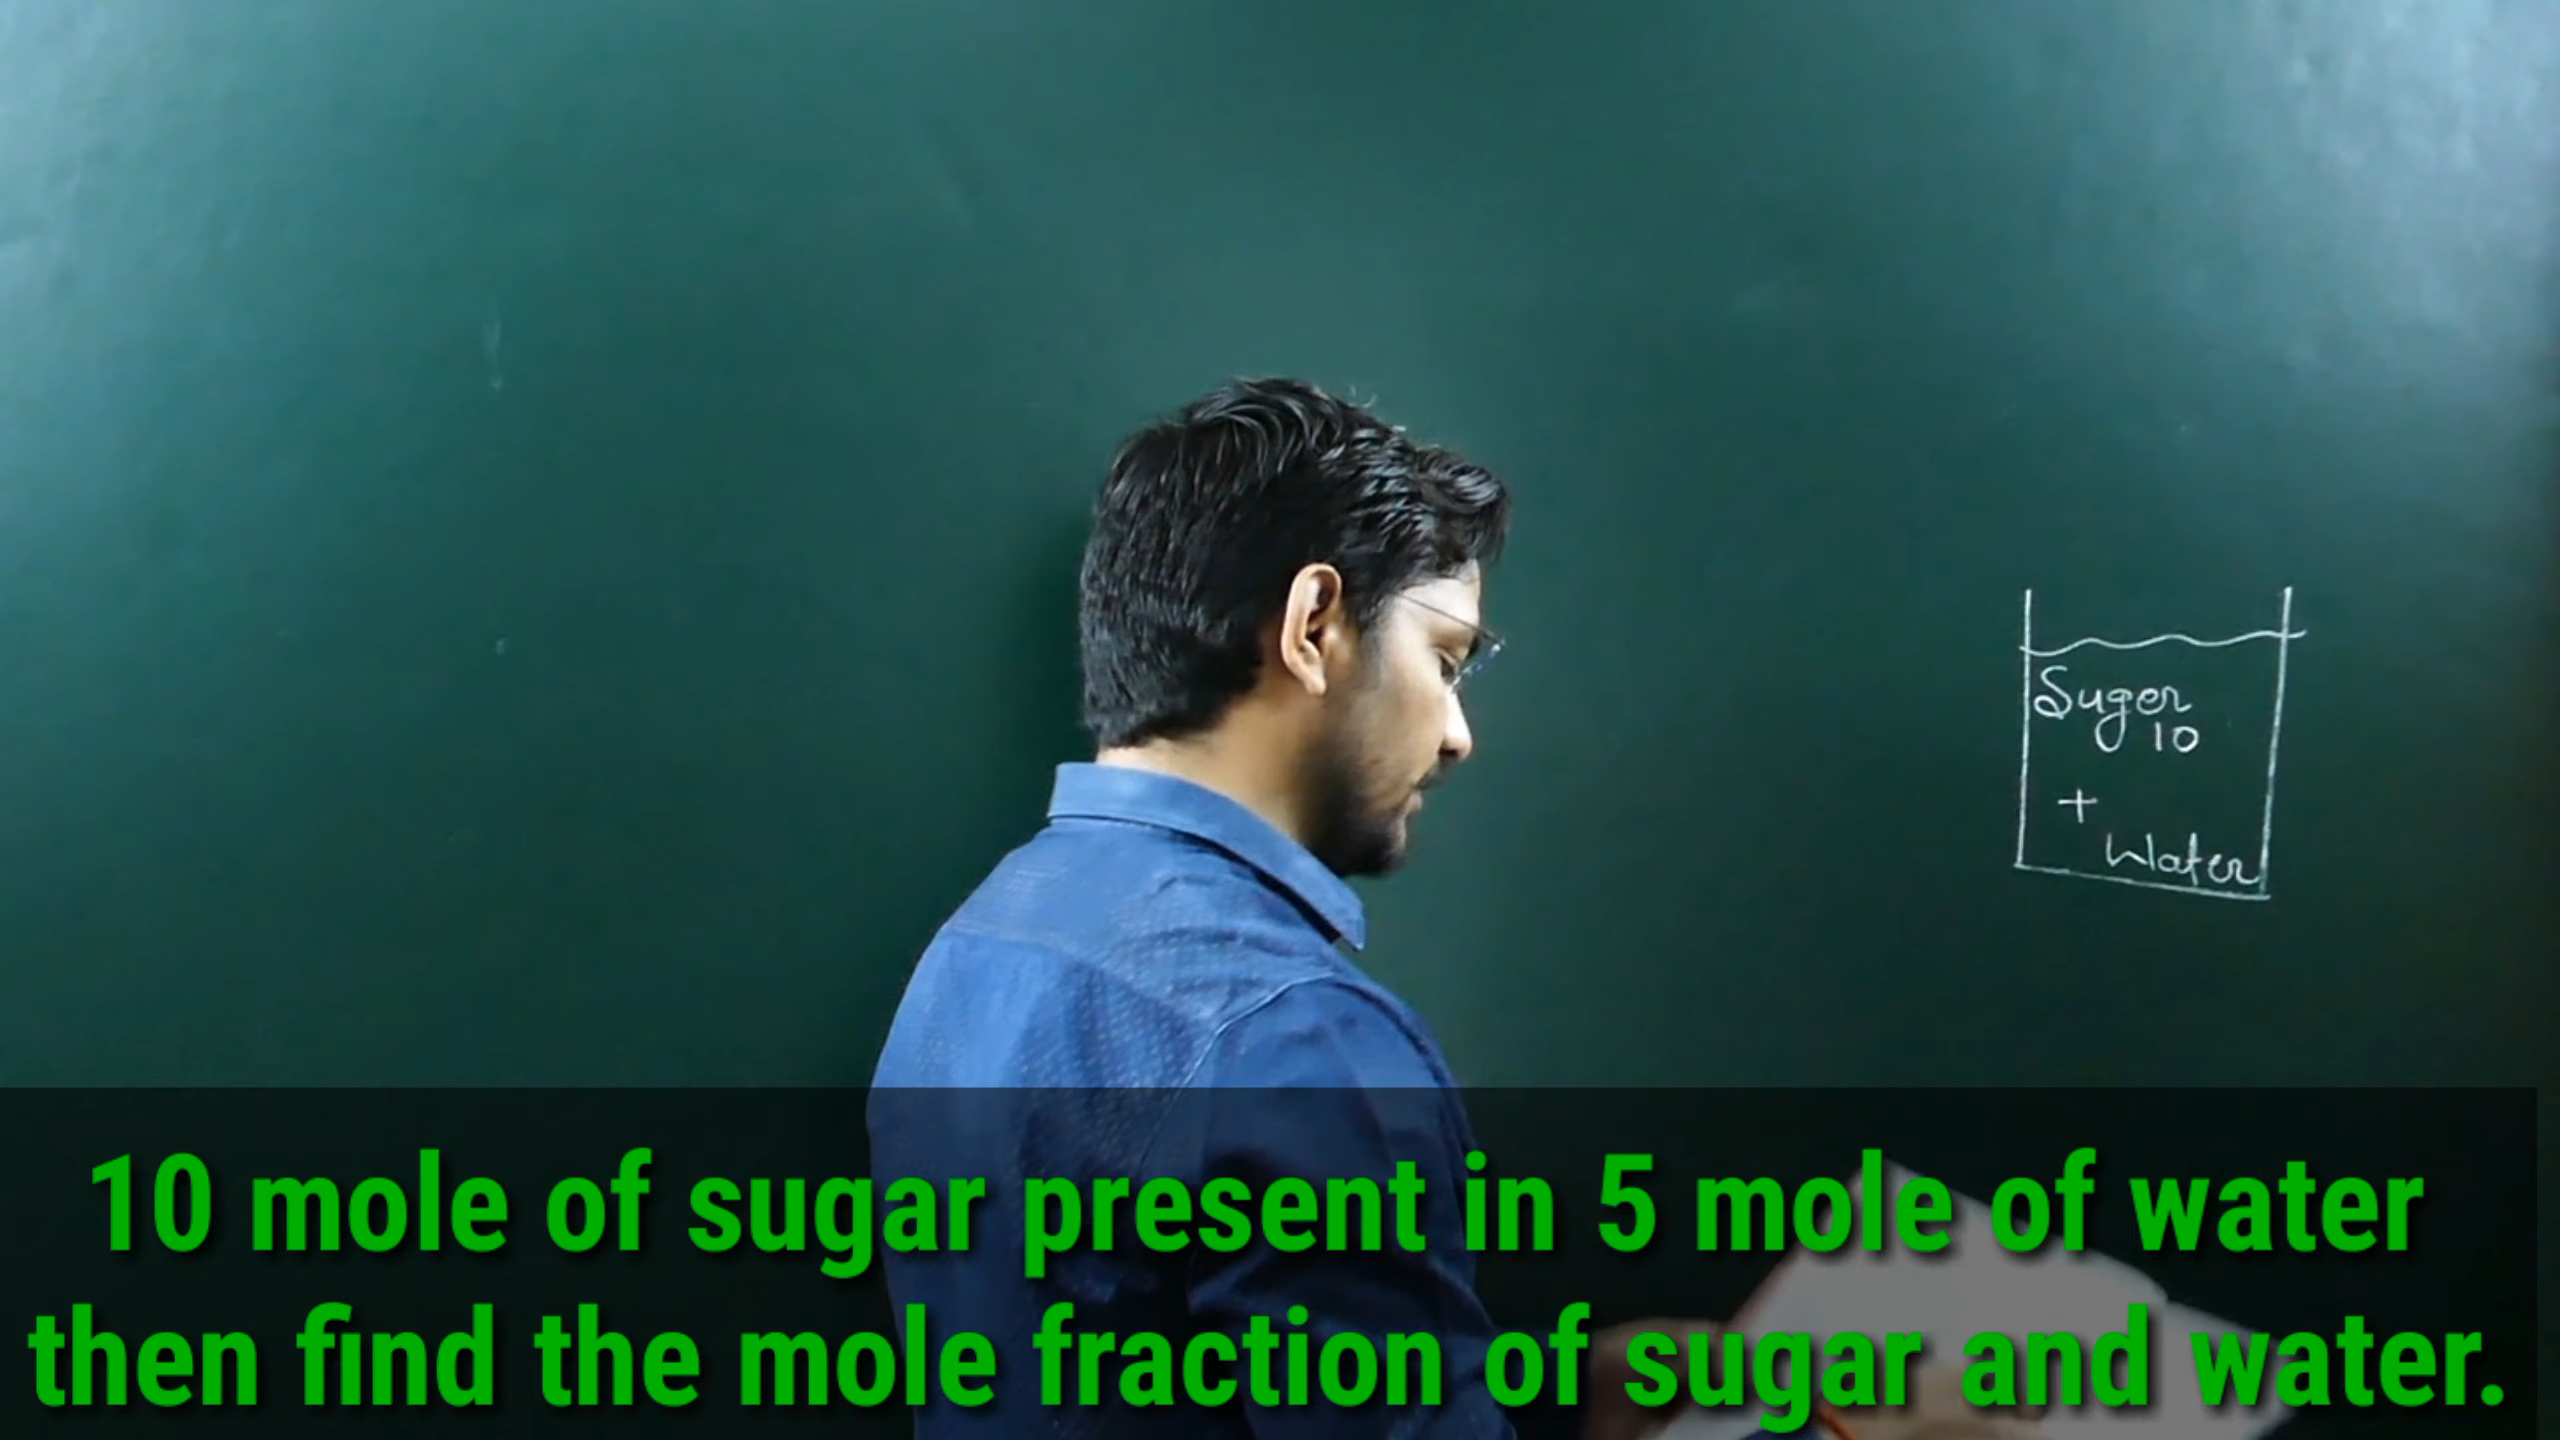 Suger
10
+
Water
10 mole of sugar present in 5 mole of water
then find the mole fraction of sugar and water.